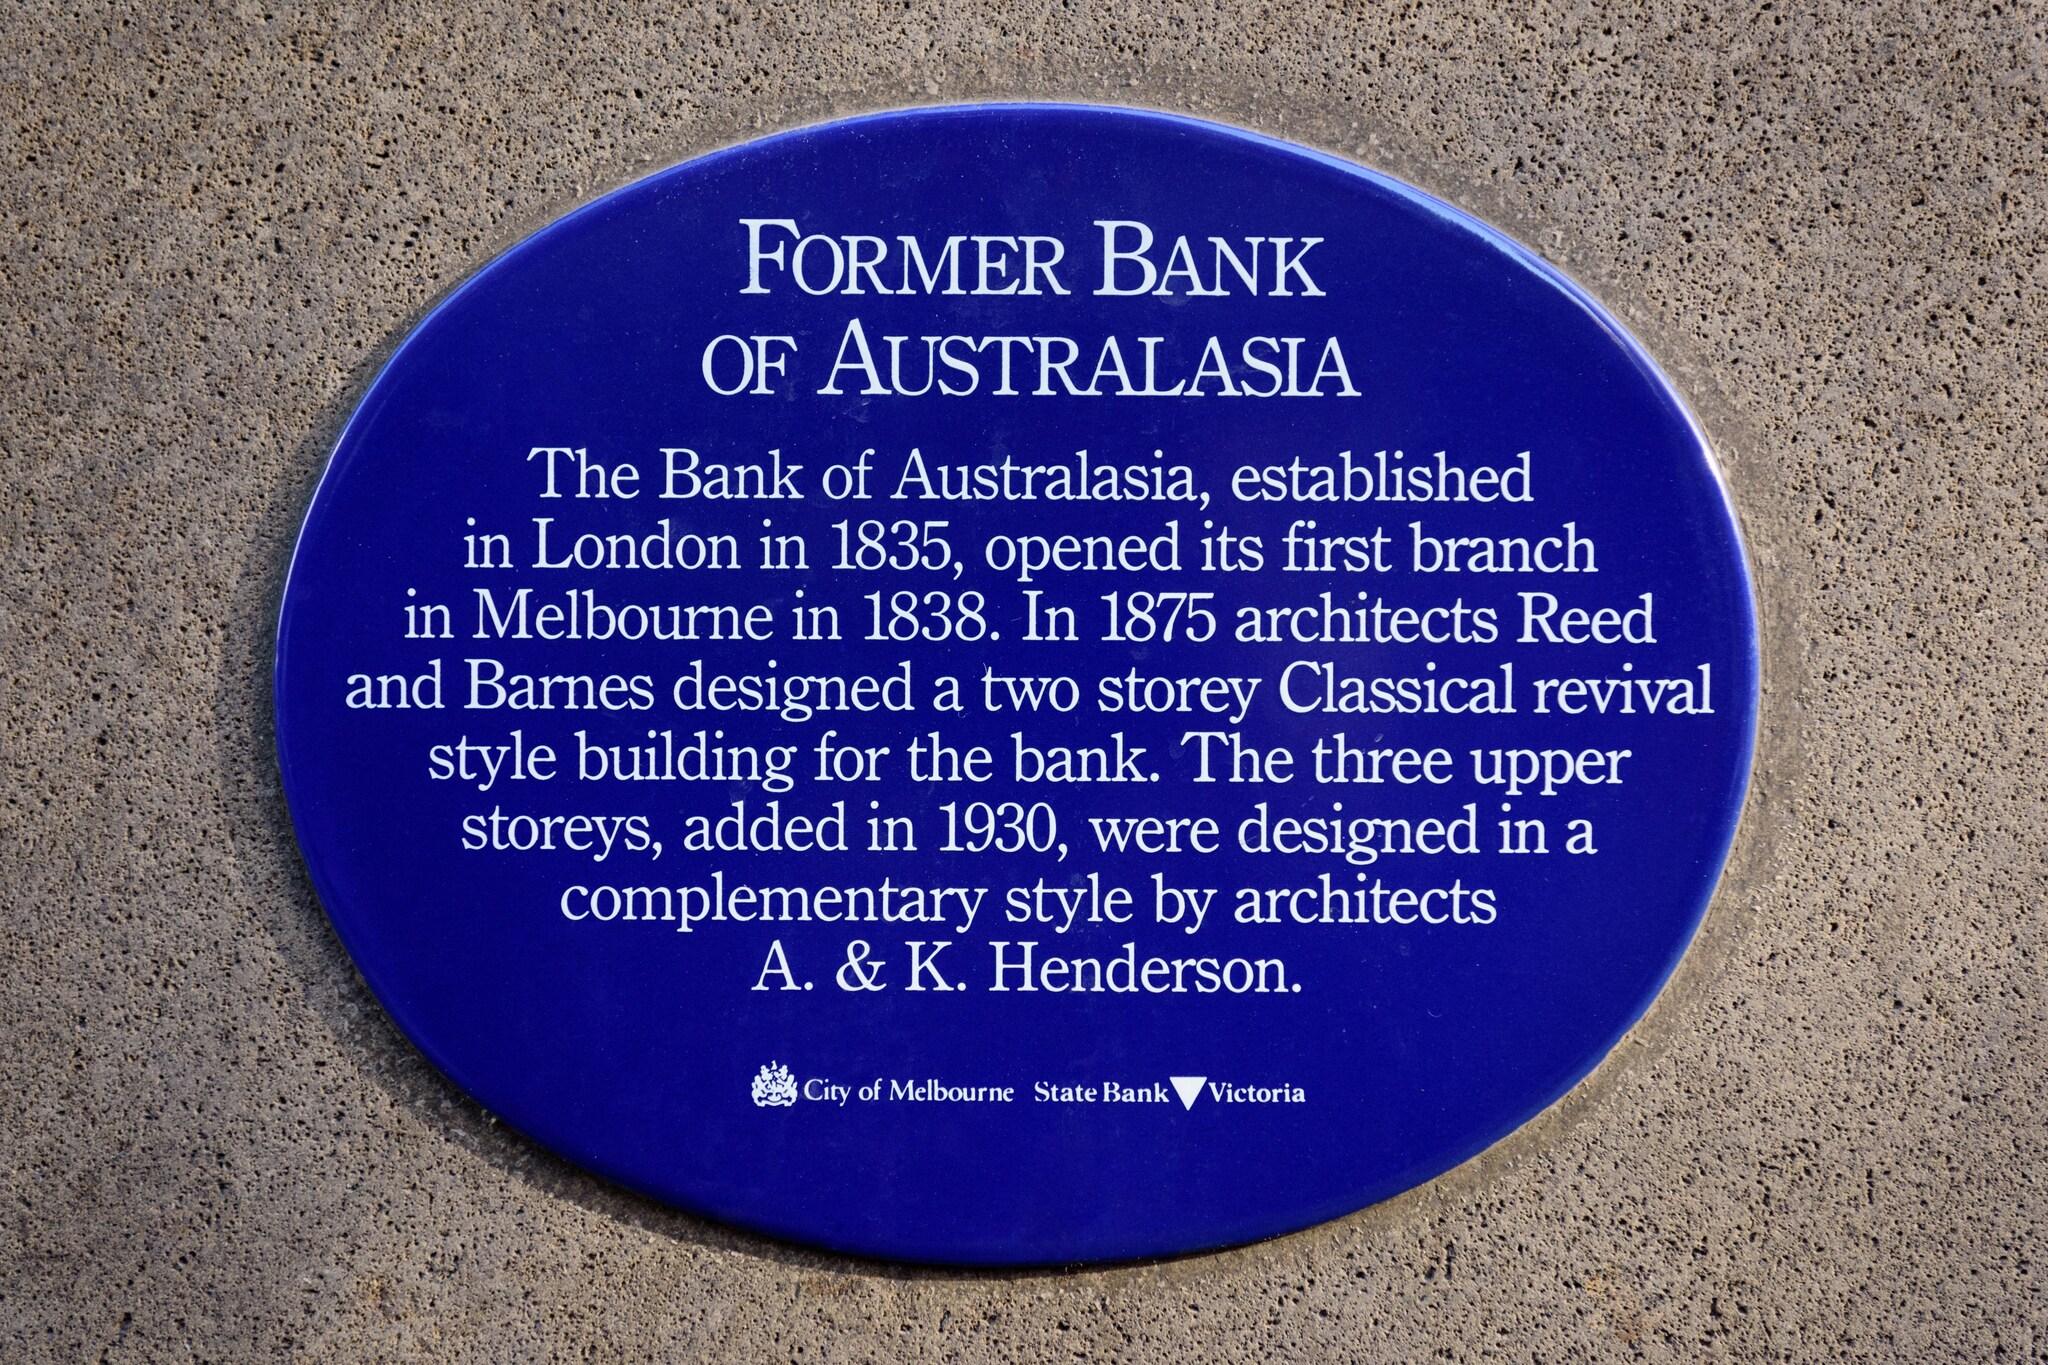 FORMER BANK
OF AUSTRALASIA
The Bank of Australasia, established
in London in 1835, opened its first branch
in Melbourne in 1838. In 1875 architects Reed
and Barnes designed a two storey Classical revival
style building for the bank. The three upper
storeys, added in 1930, were designed in a
complementary style by architects
A. & K. Henderson.
City of Melbourne State Bank Victoria